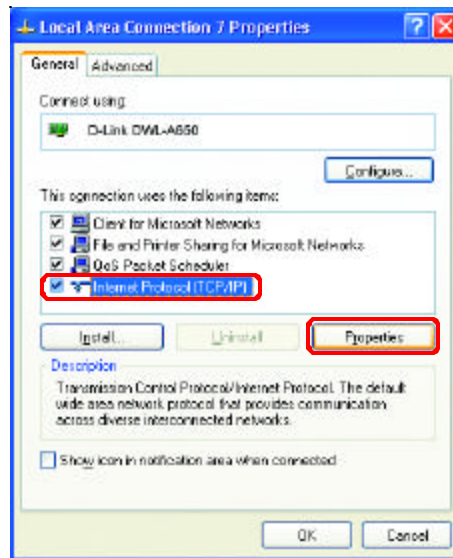 Local Area Connection 7 Properties
General
Advanced
Connect using:
D-Link DWL-A650
Configure...
This connection uses the following items:
Client for Microsoft Networks
File and Printer Sharing for Microsoft Networks
QoS Packet Scheduler
Internet Protocol (TCP/IP)
Install...
Uninstall
Properties
Description
Transmission Control Protocol/Internet Protocol. The default
wide area network protocol that provides communication
across diverse interconnected networks.
Show icon in notification area when connected
OK
Cancel